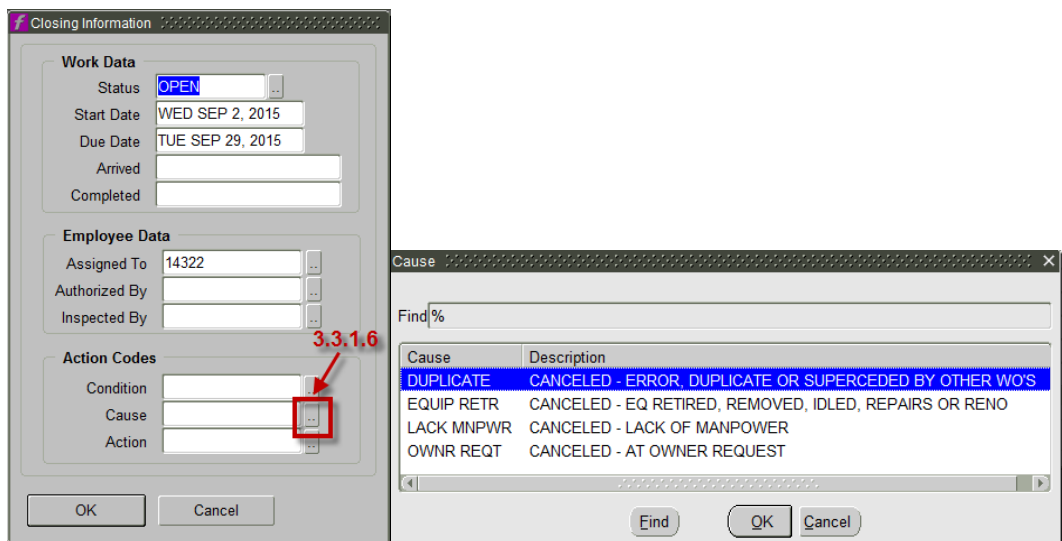 Closing Information
Work Data
Status OPEN ..
Start Date WED SEP 2, 2015
Due Date TUE SEP 29, 2015
Arrived
Completed
Employee Data
Assigned To 14322 ..
Authorized By ..
Inspected By ..
3.3.1.6
Action Codes
Condition ..
Cause ..
Action ..
OK Cancel
Cause
Find %
Cause Description
DUPLICATE CANCELED - ERROR, DUPLICATE OR SUPERCEDED BY OTHER WO'S
EQUIP RETR CANCELED - EQ RETIRED, REMOVED, IDLED, REPAIRS OR RENO
LACK MNPWR CANCELED - LACK OF MANPOWER
OWNR REQT CANCELED - AT OWNER REQUEST
Find OK Cancel